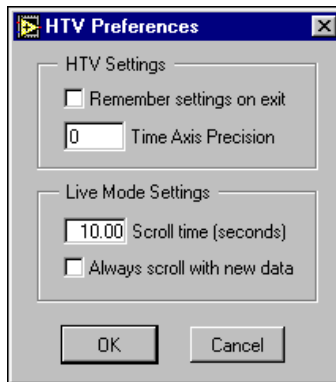 HTV Preferences
HTV Settings
Remember settings on exit
0 Time Axis Precision
Live Mode Settings
10.00 Scroll time (seconds)
Always scroll with new data
OK Cancel